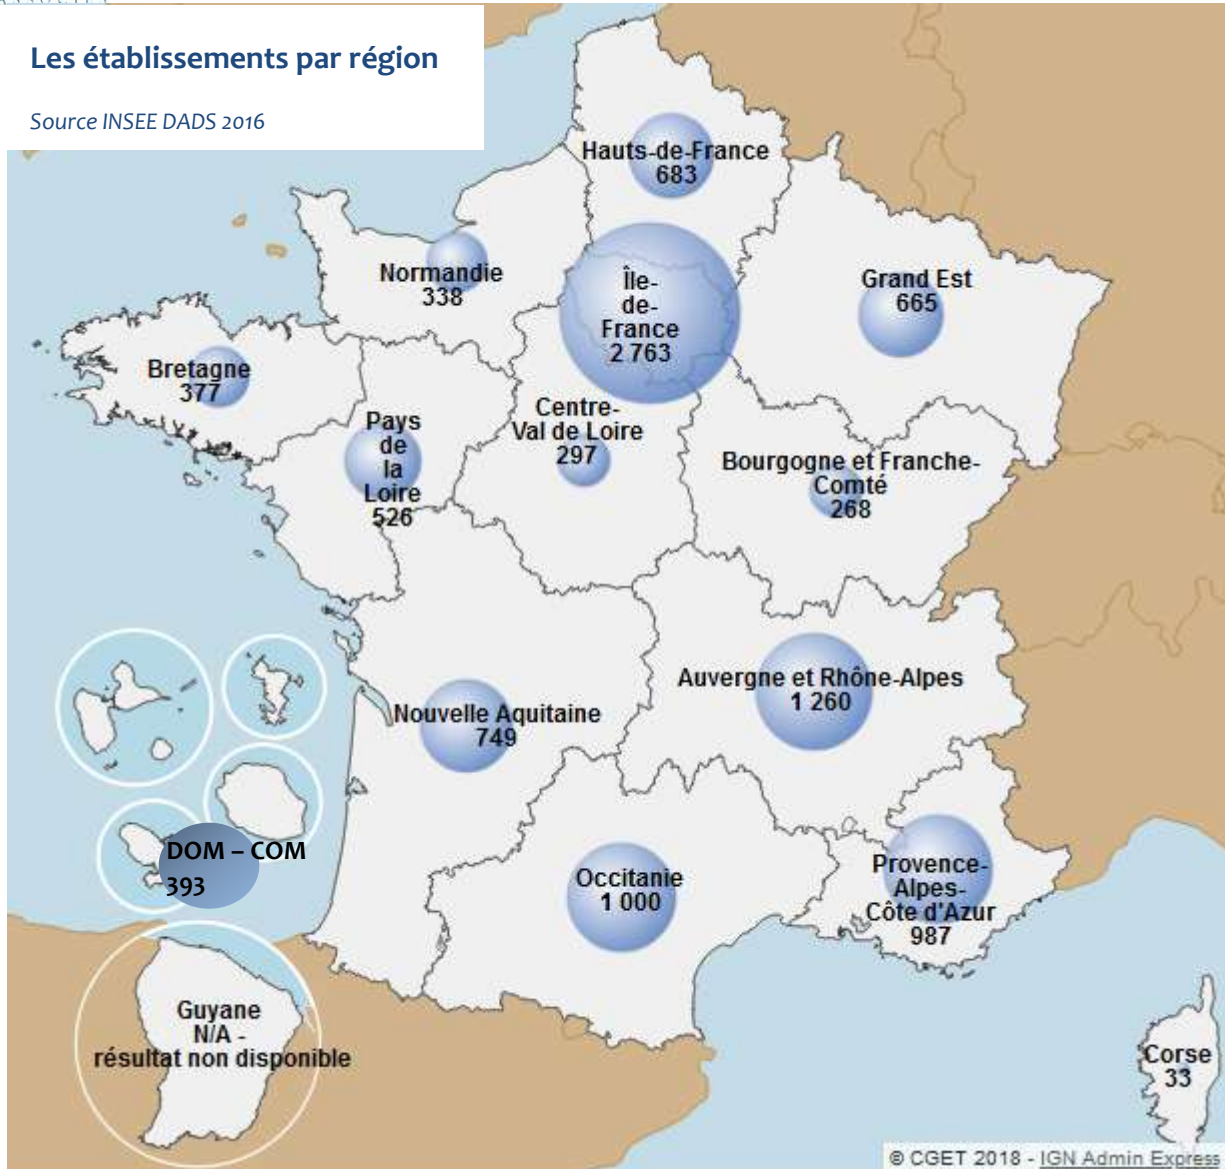 Les établissements par région
Source INSEE DADS 2016
Hauts-de-France
683
Normandie
338
Île-
de-
France
2 763
Grand Est
665
Bretagne
377
Pays
de
la
Loire
526
Centre-
Val de Loire
297
Bourgogne et Franche-
Comté
268
Auvergne et Rhône-Alpes
1 260
Nouvelle Aquitaine
749
DOM – COM
393
Occitanie
1 000
Provence-
Alpes-
Côte d'Azur
987
Guyane
N/A -
résultat non disponible
Corse
33
© CGET 2018 - IGN Admin Express